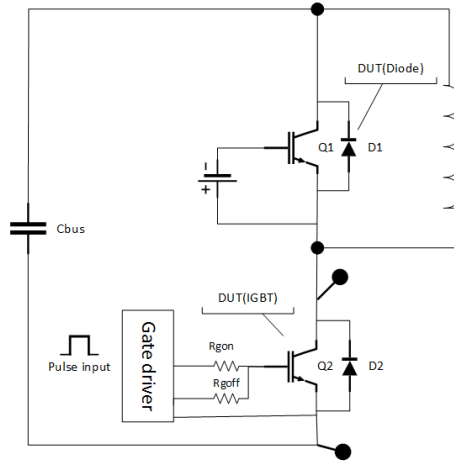 DUT(Diode)
-
Q1
D1
+
Cbus
DUT(IGBT)
Gate driver
Rgon
Pulse input
Q2
D2
Rgoff